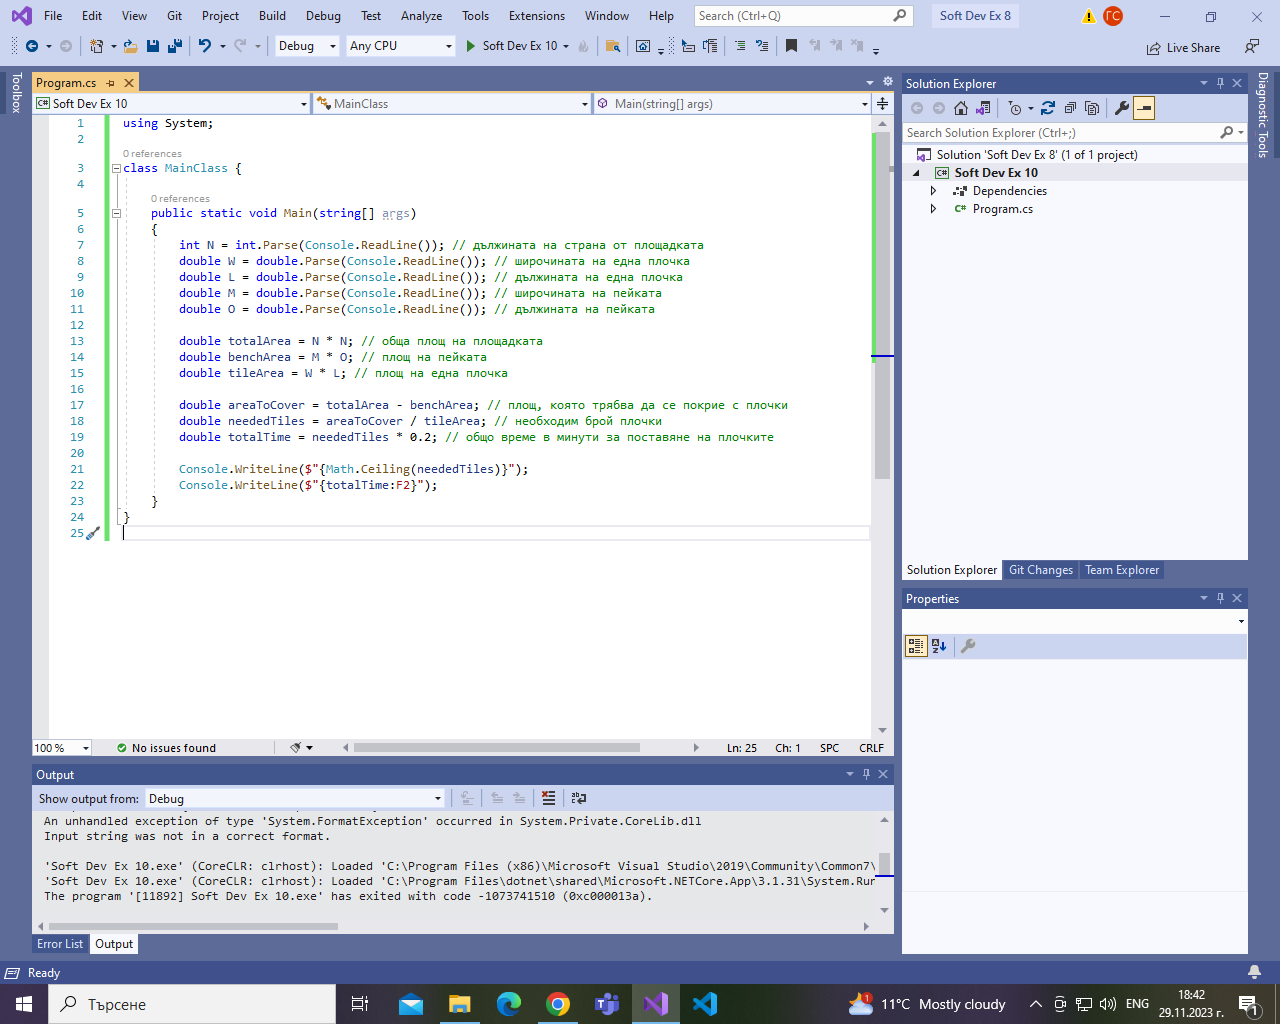 File Edit View Git Project Build Debug Test Analyze Tools Extensions Window Help Search (Ctrl+Q) Soft Dev Ex 8 ГС
Debug Any CPU Soft Dev Ex 10 Live Share
Toolbox
Program.cs
Soft Dev Ex 10 MainClass Main(string[] args)
1 using System;
2
0 references
3 class MainClass {
4
0 references
5 public static void Main(string[] args)
6 {
7 int N = int.Parse(Console.ReadLine()); // дължината на страна от площадката
8 double W = double.Parse(Console.ReadLine()); // широчината на една плочка
9 double L = double.Parse(Console.ReadLine()); // дължината на една плочка
10 double M = double.Parse(Console.ReadLine()); // широчината на пейката
11 double O = double.Parse(Console.ReadLine()); // дължината на пейката
12
13 double totalArea = N * N; // обща площ на площадката
14 double benchArea = M * O; // площ на пейката
15 double tileArea = W * L; // площ на една плочка
16
17 double areaToCover = totalArea - benchArea; // площ, която трябва да се покрие с плочки
18 double neededTiles = areaToCover / tileArea; // необходим брой плочки
19 double totalTime = neededTiles * 0.2; // общо време в минути за поставяне на плочките
20
21 Console.WriteLine($"{Math.Ceiling(neededTiles)}");
22 Console.WriteLine($"{totalTime:F2}");
23 }
24 }
25
100 % No issues found Ln: 25 Ch: 1 SPC CRLF
Output
Show output from: Debug
An unhandled exception of type 'System.FormatException' occurred in System.Private.CoreLib.dll
Input string was not in a correct format.
'Soft Dev Ex 10.exe' (CoreCLR: clrhost): Loaded 'C:\Program Files (x86)\Microsoft Visual Studio\2019\Community\Common7\
'Soft Dev Ex 10.exe' (CoreCLR: clrhost): Loaded 'C:\Program Files\dotnet\shared\Microsoft.NETCore.App\3.1.31\System.Run
The program '[11892] Soft Dev Ex 10.exe' has exited with code -1073741510 (0xc000013a).
Error List Output
Solution Explorer
Search Solution Explorer (Ctrl+;)
Solution 'Soft Dev Ex 8' (1 of 1 project)
C# Soft Dev Ex 10
Dependencies
C# Program.cs
Solution Explorer Git Changes Team Explorer
Properties
Diagnostic Tools
Ready
Търсене
1 11°C Mostly cloudy ENG 18:42
29.11.2023 г. 1